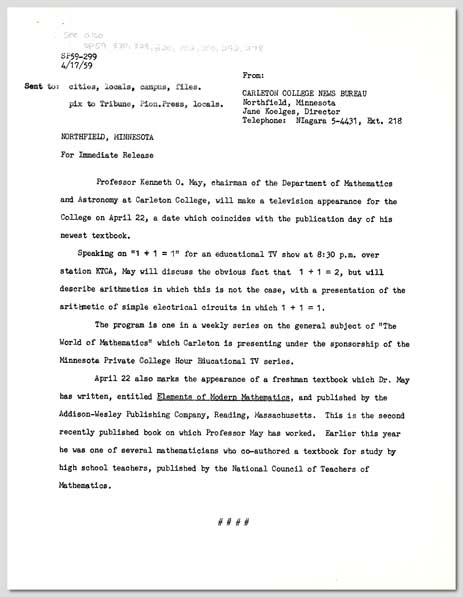 See also
SP59-299
4/17/59
From:
Sent to: cities, locals, campus, files.
pix to Tribune, Pion.Press, locals.
CARLETON COLLEGE NEWS BUREAU
Northfield, Minnesota
Jane Koelges, Director
Telephone: NIagara 5-4431, Ext. 218
NORTHFIELD, MINNESOTA
For Immediate Release
Professor Kenneth O. May, chairman of the Department of Mathematics
and Astronomy at Carleton College, will make a television appearance for the
College on April 22, a date which coincides with the publication day of his
newest textbook.
Speaking on "1 + 1 = 1" for an educational TV show at 8:30 p.m. over
station KTCA, May will discuss the obvious fact that 1 + 1 = 2, but will
describe arithmetics in which this is not the case, with a presentation of the
arithmetic of simple electrical circuits in which 1 + 1 = 1.
The program is one in a weekly series on the general subject of "The
World of Mathematics" which Carleton is presenting under the sponsorship of the
Minnesota Private College Hour Educational TV series.
April 22 also marks the appearance of a freshman textbook which Dr. May
has written, entitled Elements of Modern Mathematics, and published by the
Addison-Wesley Publishing Company, Reading, Massachusetts. This is the second
recently published book on which Professor May has worked. Earlier this year
he was one of several mathematicians who co-authored a textbook for study by
high school teachers, published by the National Council of Teachers of
Mathematics.
# # # #